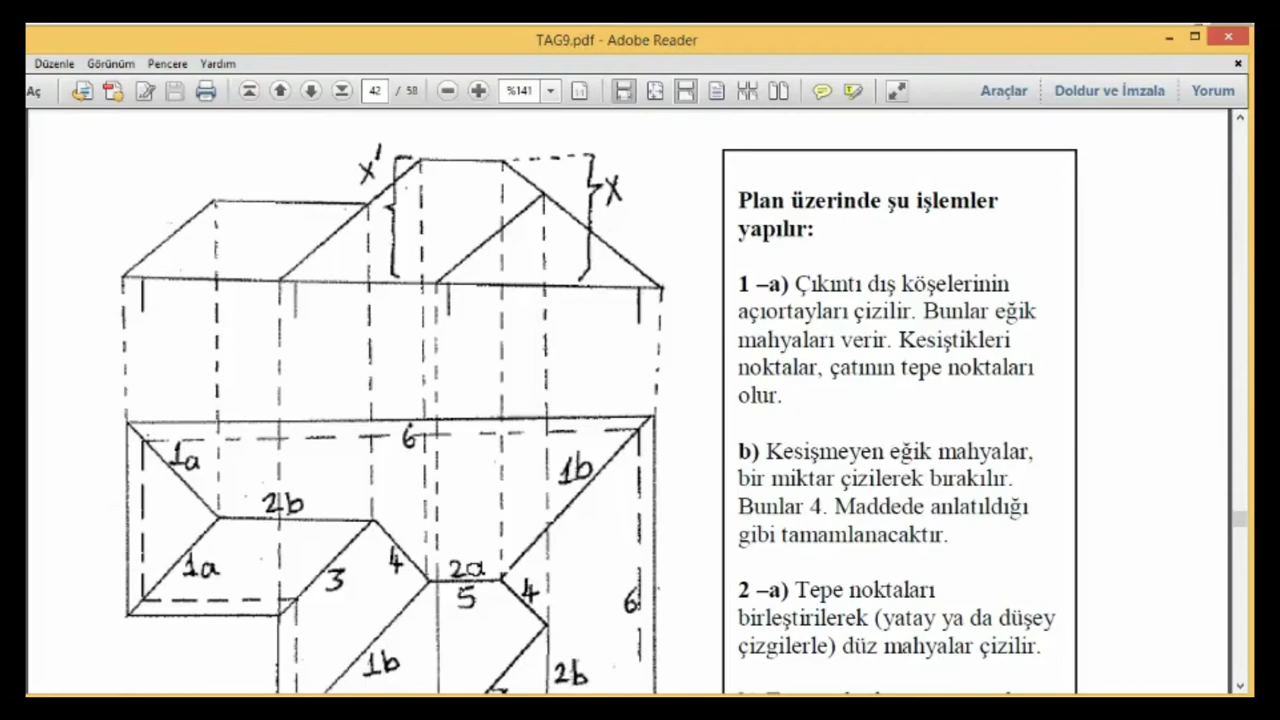 TAG9.pdf - Adobe Reader
Düzenle Görünüm Pencere Yardım
Aç 42 / 58 %141 Araçlar Doldur ve İmzala Yorum
X'
X
6
1a
1b
2b
1a
3
4
2a
5
4
6
1b
2b
Plan üzerinde şu işlemler
yapılır:
1 –a) Çıkıntı dış köşelerinin
açıortayları çizilir. Bunlar eğik
mahyaları verir. Kesiştikleri
noktalar, çatının tepe noktaları
olur.
b) Kesişmeyen eğik mahyalar,
bir miktar çizilerek bırakılır.
Bunlar 4. Maddede anlatıldığı
gibi tamamlanacaktır.
2 –a) Tepe noktaları
birleştirilerek (yatay ya da düşey
çizgilerle) düz mahyalar çizilir.